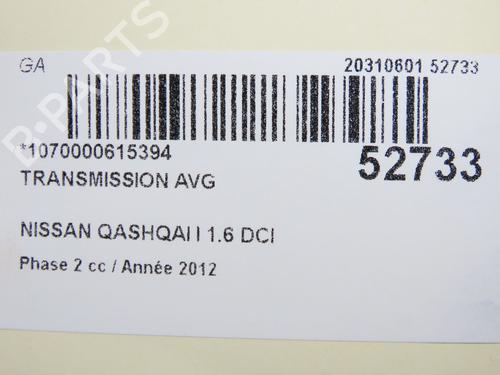 GA 20310601 52733
*1070000615394 52733
TRANSMISSION AVG
NISSAN QASHQAI I 1.6 DCI
Phase 2 cc / Année 2012
B-PARTS